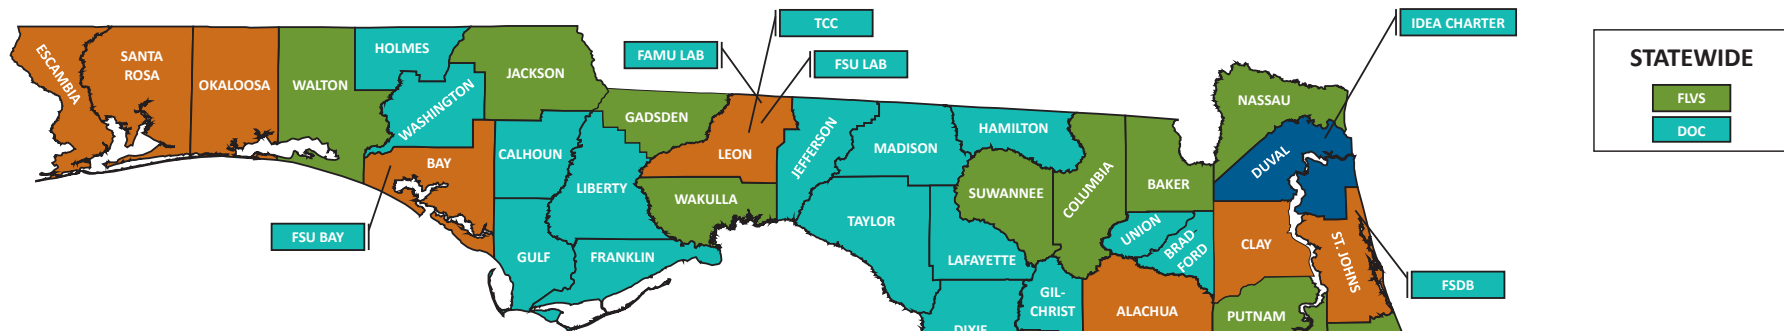 TCC
IDEA CHARTER
FAMU LAB
FSU LAB
STATEWIDE
FLVS
DOC
ESCAMBIA
SANTA
ROSA
OKALOOSA
WALTON
HOLMES
WASHINGTON
JACKSON
BAY
FSU BAY
CALHOUN
GULF
LIBERTY
FRANKLIN
GADSDEN
LEON
WAKULLA
JEFFERSON
MADISON
TAYLOR
HAMILTON
SUWANNEE
LAFAYETTE
DIXIE
COLUMBIA
GIL-
CHRIST
BAKER
UNION
BRAD-
FORD
ALACHUA
NASSAU
DUVAL
CLAY
PUTNAM
ST. JOHNS
FSDB